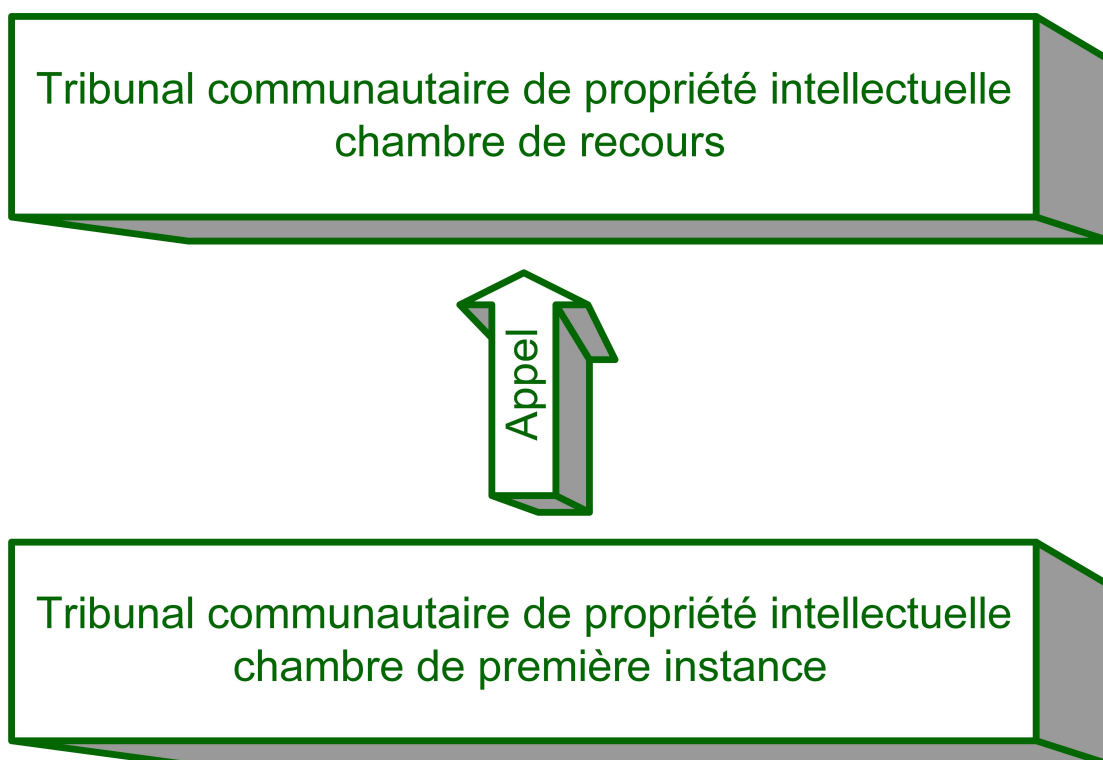 Tribunal communautaire de propriété intellectuelle
chambre de recours
Appel
Tribunal communautaire de propriété intellectuelle
chambre de première instance